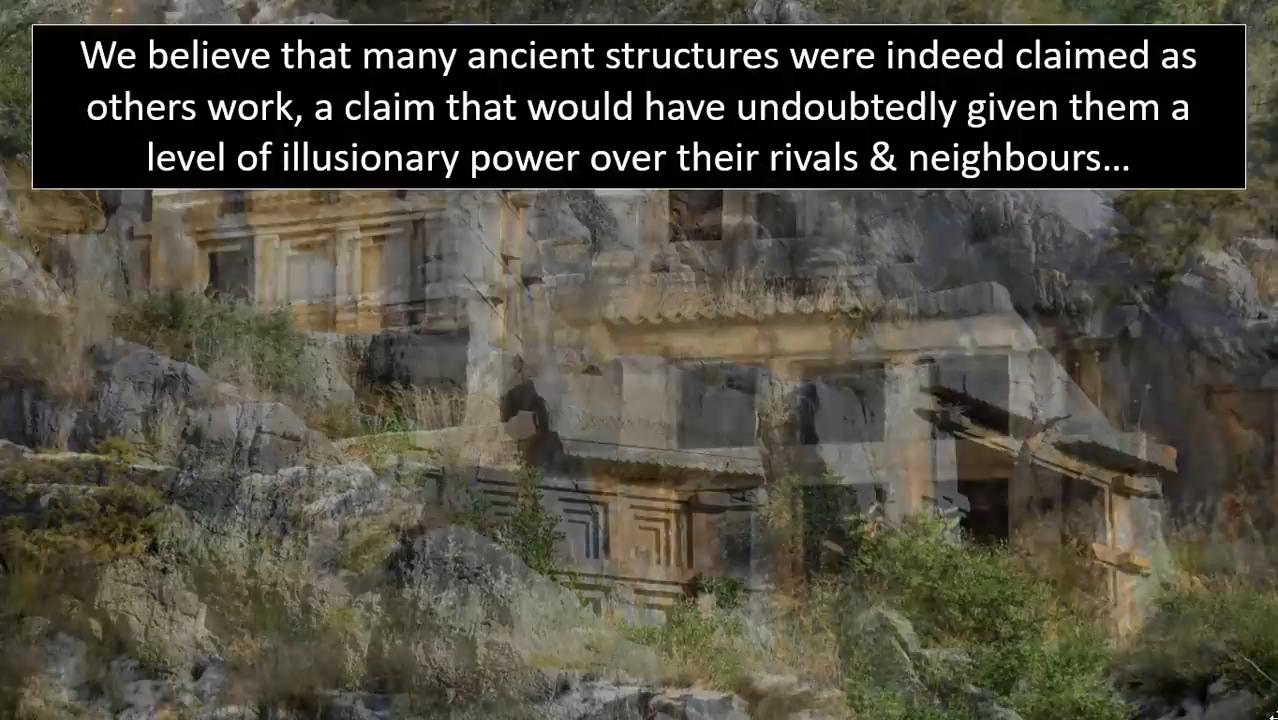 We believe that many ancient structures were indeed claimed as
others work, a claim that would have undoubtedly given them a
level of illusionary power over their rivals & neighbours...